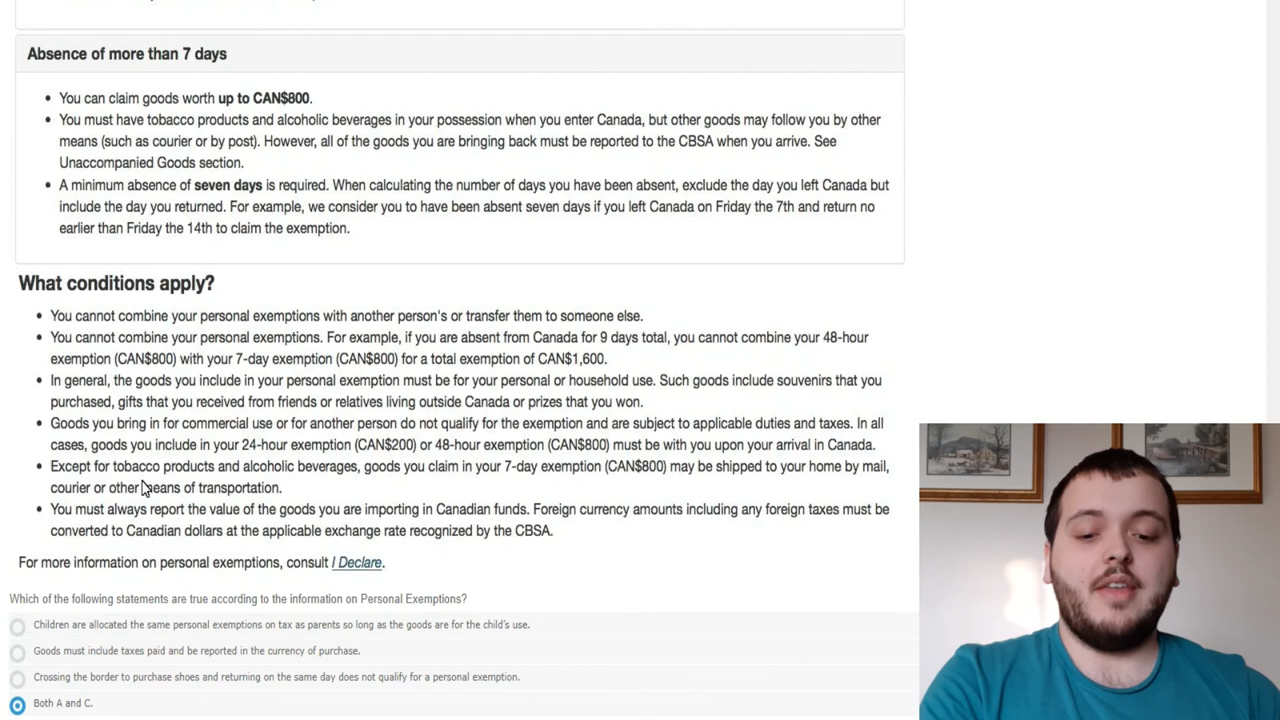 Absence of more than 7 days
• You can claim goods worth up to CAN$800.
• You must have tobacco products and alcoholic beverages in your possession when you enter Canada, but other goods may follow you by other
means (such as courier or by post). However, all of the goods you are bringing back must be reported to the CBSA when you arrive. See
Unaccompanied Goods section.
• A minimum absence of seven days is required. When calculating the number of days you have been absent, exclude the day you left Canada but
include the day you returned. For example, we consider you to have been absent seven days if you left Canada on Friday the 7th and return no
earlier than Friday the 14th to claim the exemption.
What conditions apply?
• You cannot combine your personal exemptions with another person's or transfer them to someone else.
• You cannot combine your personal exemptions. For example, if you are absent from Canada for 9 days total, you cannot combine your 48-hour
exemption (CAN$800) with your 7-day exemption (CAN$800) for a total exemption of CAN$1,600.
• In general, the goods you include in your personal exemption must be for your personal or household use. Such goods include souvenirs that you
purchased, gifts that you received from friends or relatives living outside Canada or prizes that you won.
• Goods you bring in for commercial use or for another person do not qualify for the exemption and are subject to applicable duties and taxes. In all
cases, goods you include in your 24-hour exemption (CAN$200) or 48-hour exemption (CAN$800) must be with you upon your arrival in Canada.
• Except for tobacco products and alcoholic beverages, goods you claim in your 7-day exemption (CAN$800) may be shipped to your home by mail,
courier or other means of transportation.
• You must always report the value of the goods you are importing in Canadian funds. Foreign currency amounts including any foreign taxes must be
converted to Canadian dollars at the applicable exchange rate recognized by the CBSA.
For more information on personal exemptions, consult I Declare.
Which of the following statements are true according to the information on Personal Exemptions?
Children are allocated the same personal exemptions on tax as parents so long as the goods are for the child's use.
Goods must include taxes paid and be reported in the currency of purchase.
Crossing the border to purchase shoes and returning on the same day does not qualify for a personal exemption.
Both A and C.